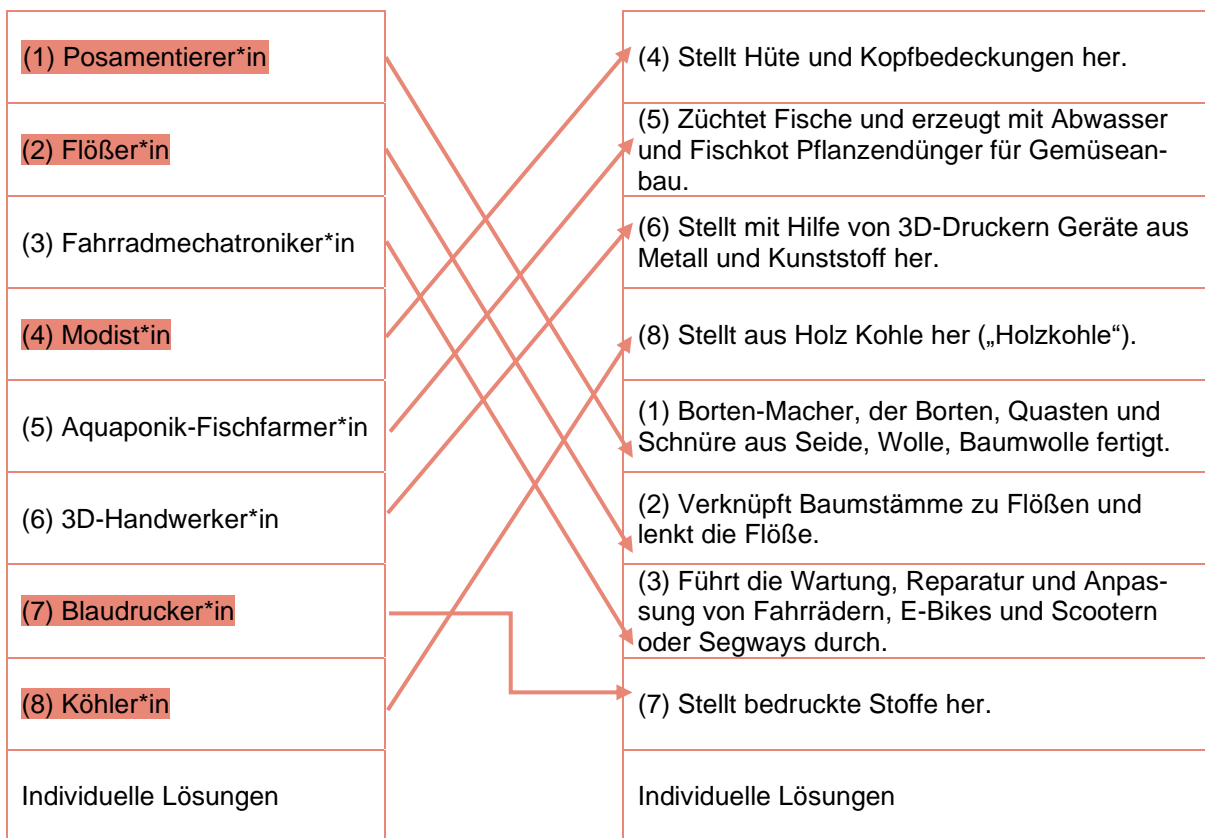 (1) Posamentierer*in
(4) Stellt Hüte und Kopfbedeckungen her.
(2) Flößer*in
(5) Züchtet Fische und erzeugt mit Abwasser
und Fischkot Pflanzendünger für Gemüsean-
bau.
(3) Fahrradmechatroniker*in
(6) Stellt mit Hilfe von 3D-Druckern Geräte aus
Metall und Kunststoff her.
(4) Modist*in
(8) Stellt aus Holz Kohle her („Holzkohle“).
(5) Aquaponik-Fischfarmer*in
(1) Borten-Macher, der Borten, Quasten und
Schnüre aus Seide, Wolle, Baumwolle fertigt.
(6) 3D-Handwerker*in
(2) Verknüpft Baumstämme zu Flößen und
lenkt die Flöße.
(7) Blaudrucker*in
(3) Führt die Wartung, Reparatur und Anpas-
sung von Fahrrädern, E-Bikes und Scootern
oder Segways durch.
(8) Köhler*in
(7) Stellt bedruckte Stoffe her.
Individuelle Lösungen
Individuelle Lösungen